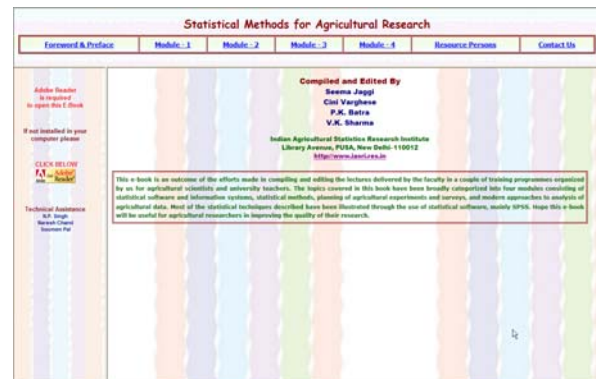 Statistical Methods for Agricultural Research
Foreword & Preface Module - 1 Module - 2 Module - 3 Module - 4 Resource Persons Contact Us
Adobe Reader
is required
to open this E-Book
If not installed in your
computer please
CLICK BELOW
Adobe Reader
Technical Assistance
N.P. Singh
Naresh Chand
Soumen Pal
Compiled and Edited By
Seema Jaggi
Cini Varghese
P.K. Batra
V.K. Sharma
Indian Agricultural Statistics Research Institute
Library Avenue, PUSA, New Delhi-110012
http://www.iasri.res.in
This e-book is an outcome of the efforts made in compiling and editing the lectures delivered by the faculty in a couple of training programmes organized
by us for agricultural scientists and university teachers. The topics covered in this book have been broadly categorized into four modules consisting of
statistical software and information systems, statistical methods, planning of agricultural experiments and surveys, and modern approaches to analysis of
agricultural data. Most of the statistical techniques described have been illustrated through the use of statistical software, mainly SPSS. Hope this e-book
will be useful for agricultural researchers in improving the quality of their research.